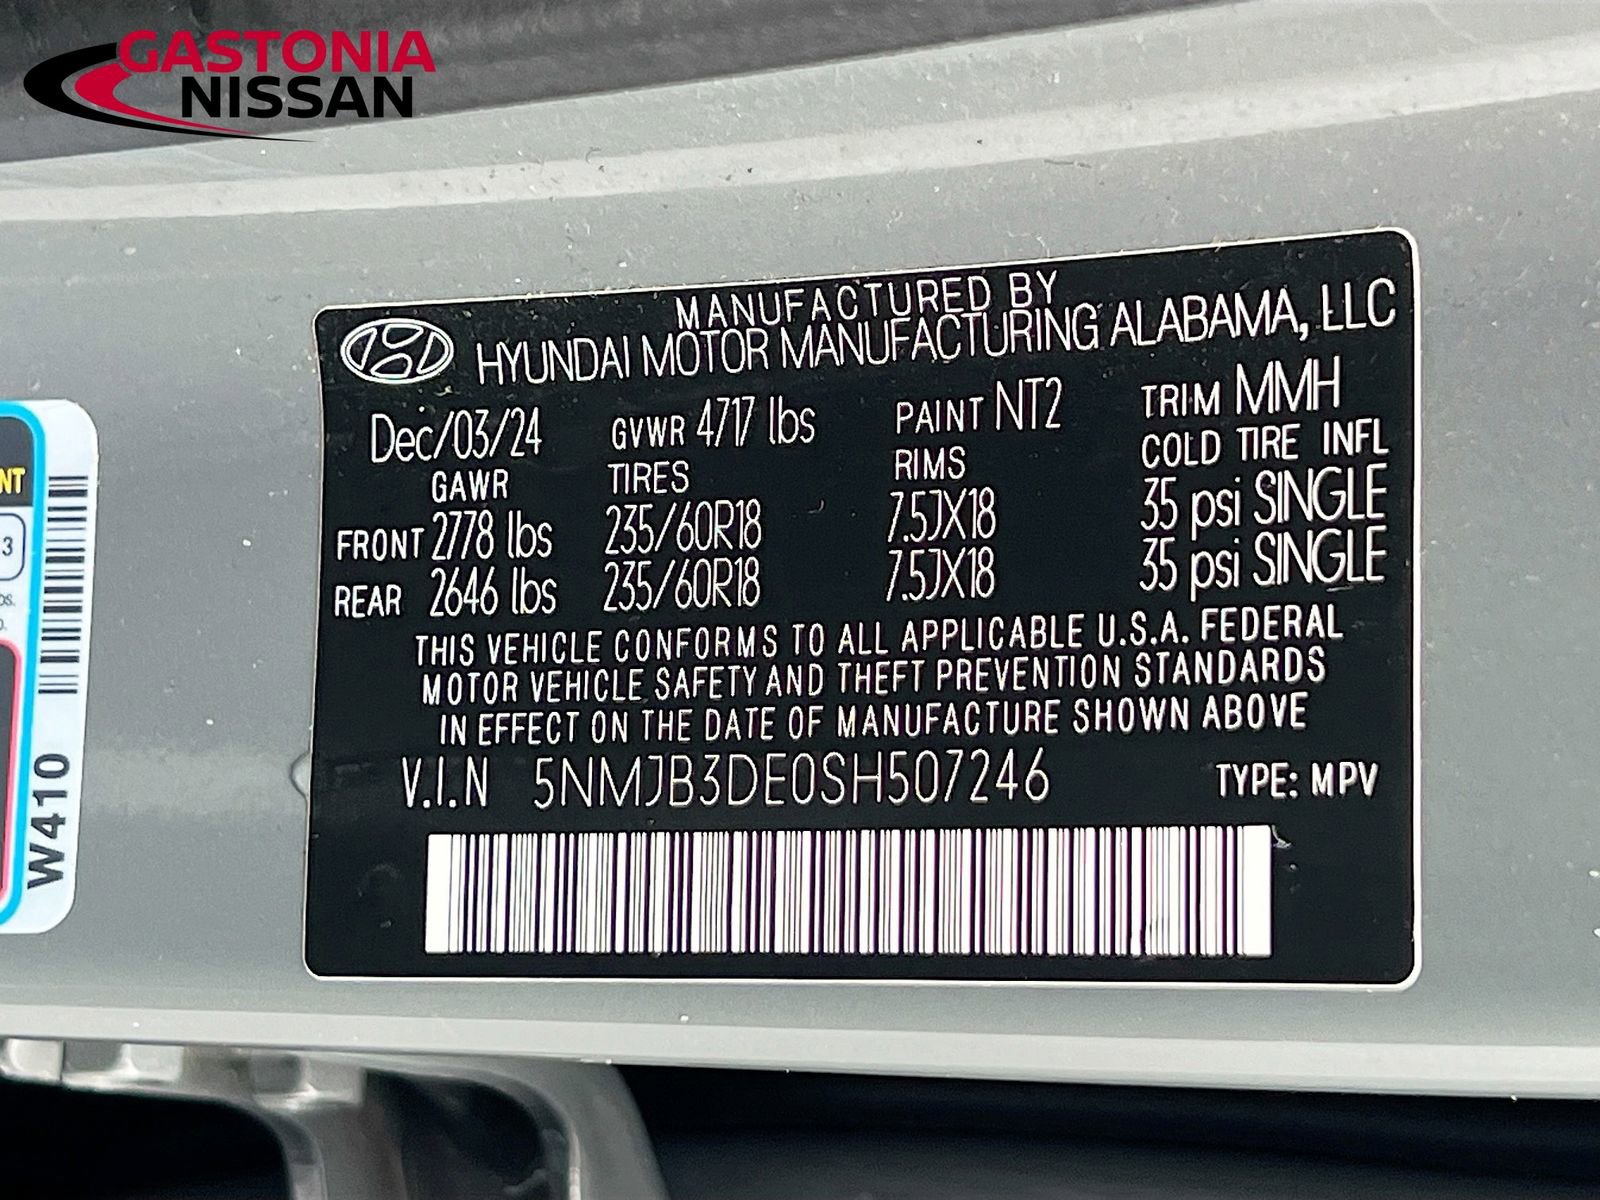 GASTONIA
NISSAN
MANUFACTURED BY
HYUNDAI MOTOR MANUFACTURING ALABAMA, LLC
Dec/03/24 GVWR 4717 lbs PAINT NT2 TRIM MMH
GAWR TIRES RIMS COLD TIRE INFL
FRONT 2778 lbs 235/60R18 7.5JX18 35 psi SINGLE
REAR 2646 lbs 235/60R18 7.5JX18 35 psi SINGLE
THIS VEHICLE CONFORMS TO ALL APPLICABLE U.S.A. FEDERAL
MOTOR VEHICLE SAFETY AND THEFT PREVENTION STANDARDS
IN EFFECT ON THE DATE OF MANUFACTURE SHOWN ABOVE
V.I.N 5NMJB3DE0SH507246 TYPE: MPV
NT
3
W410